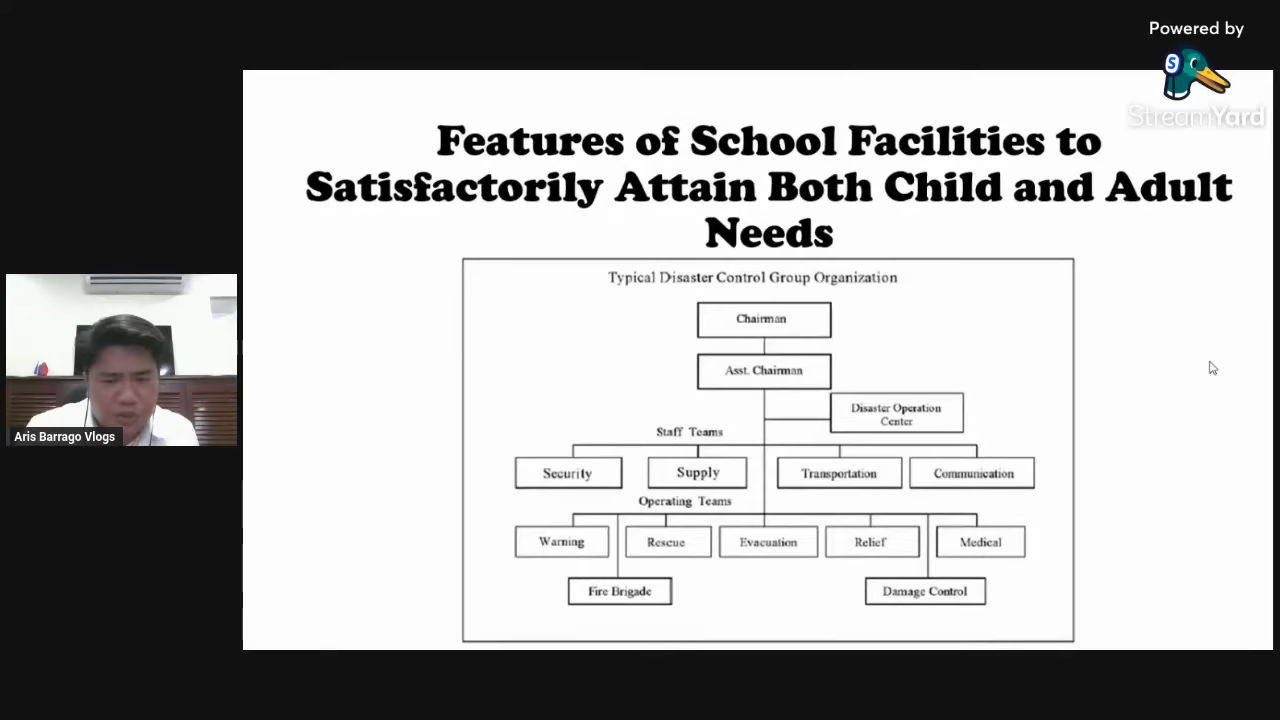 Powered by
StreamYard
Features of School Facilities to
Satisfactorily Attain Both Child and Adult
Needs
Typical Disaster Control Group Organization
Chairman
Asst. Chairman
Disaster Operation
Center
Staff Teams
Security
Supply
Transportation
Communication
Operating Teams
Warning
Rescue
Evacuation
Relief
Medical
Fire Brigade
Damage Control
Aris Barrago Vlogs